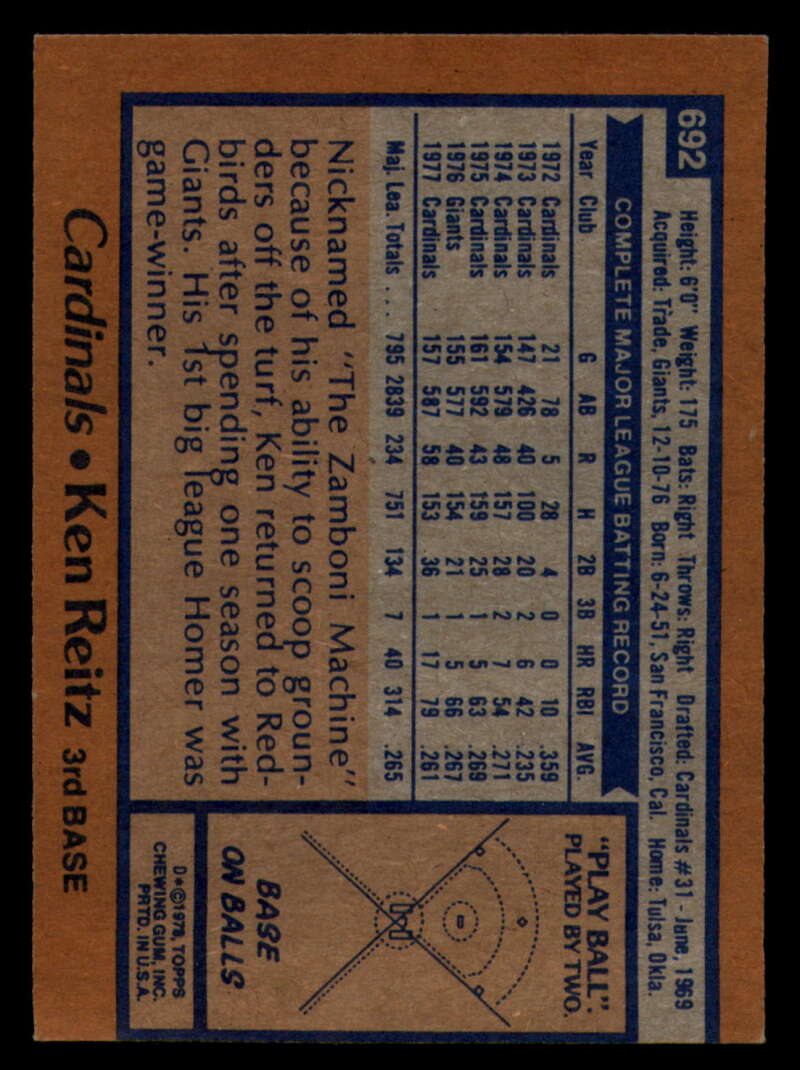 692
Height: 6'0" Weight: 175 Bats: Right Throws: Right Drafted: Cardinals #31 - June, 1969
Acquired: Trade, Giants, 12-10-76 Born: 6-24-51, San Francisco, Cal. Home: Tulsa, Okla.
COMPLETE MAJOR LEAGUE BATTING RECORD
Year Club G AB R H 2B 3B HR RBI AVG.
1972 Cardinals 21 78 5 28 4 0 0 10 .359
1973 Cardinals 147 426 40 100 20 2 6 42 .235
1974 Cardinals 154 579 48 157 28 2 7 54 .271
1975 Cardinals 161 592 43 159 25 1 5 63 .269
1976 Giants 155 577 40 154 21 1 5 66 .267
1977 Cardinals 157 587 58 153 36 1 17 79 .261
Maj. Lea. Totals . . . 795 2839 234 751 134 7 40 314 .265
Nicknamed "The Zamboni Machine"
because of his ability to scoop groun-
ders off the turf, Ken returned to Red-
birds after spending one season with
Giants. His 1st big league Homer was
game-winner.
"PLAY BALL"
PLAYED BY TWO.
BASE
ON BALLS
D*©1978, TOPPS
CHEWING GUM, INC.
PRTD. IN U.S.A.
Cardinals • Ken Reitz 3rd BASE